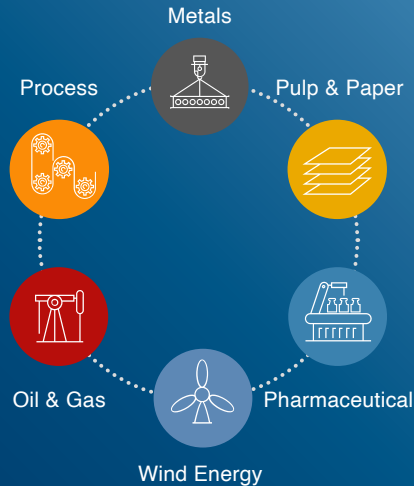 Metals
Process
Pulp & Paper
Oil & Gas
Pharmaceutical
Wind Energy